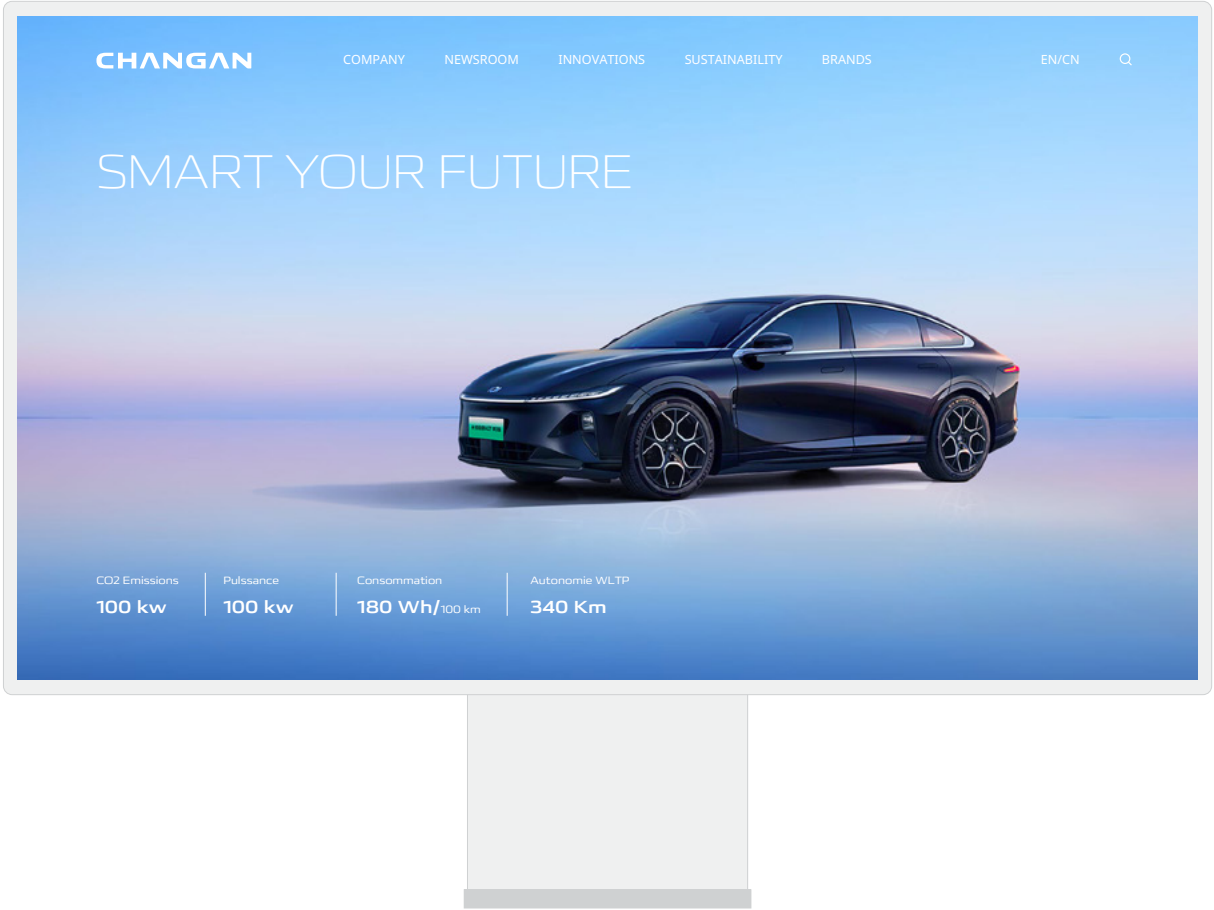 CHANGAN
COMPANY NEWSROOM INNOVATIONS SUSTAINABILITY BRANDS EN/CN
SMART YOUR FUTURE
CO2 Emissions Pulssance Consommation Autonomie WLTP
100 kw 100 kw 180 Wh/100 km 340 Km